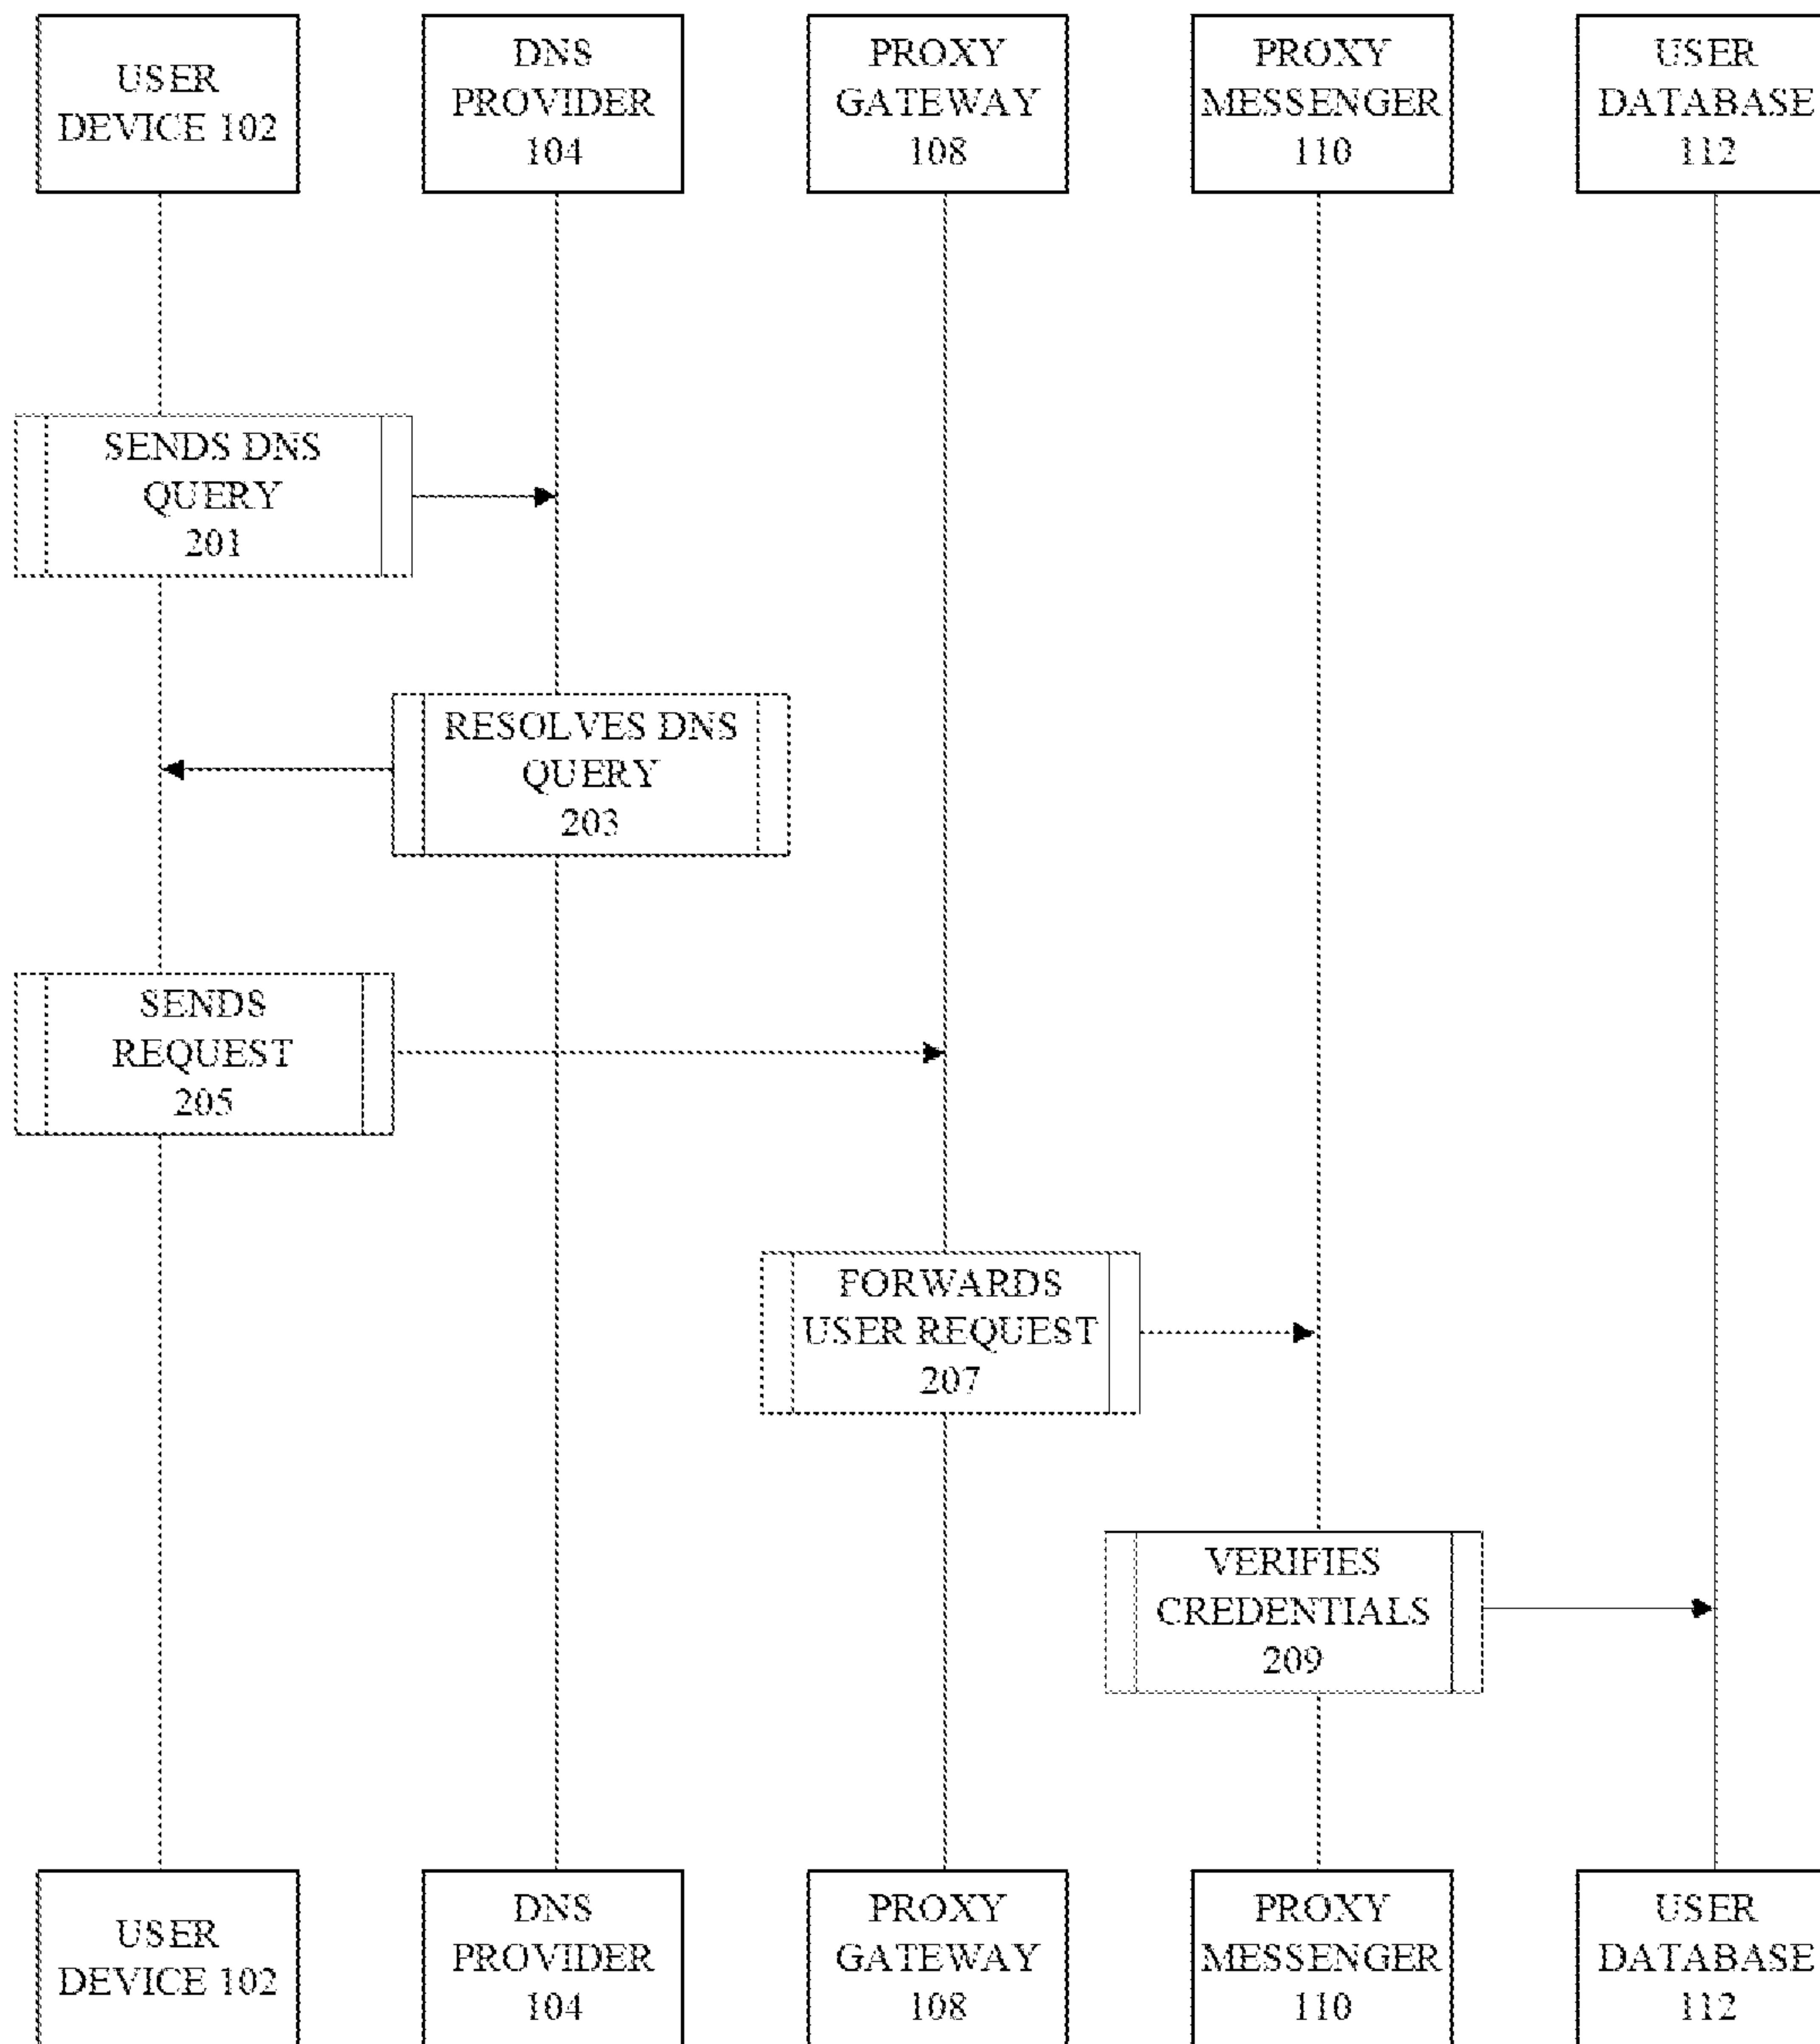 USER
DEVICE 102
DNS
PROVIDER
104
PROXY
GATEWAY
108
PROXY
MESSENGER
110
USER
DATABASE
112
SENDS DNS
QUERY
201
RESOLVES DNS
QUERY
203
SENDS
REQUEST
205
FORWARDS
USER REQUEST
207
VERIFIES
CREDENTIALS
209
USER
DEVICE 102
DNS
PROVIDER
104
PROXY
GATEWAY
108
PROXY
MESSENGER
110
USER
DATABASE
112